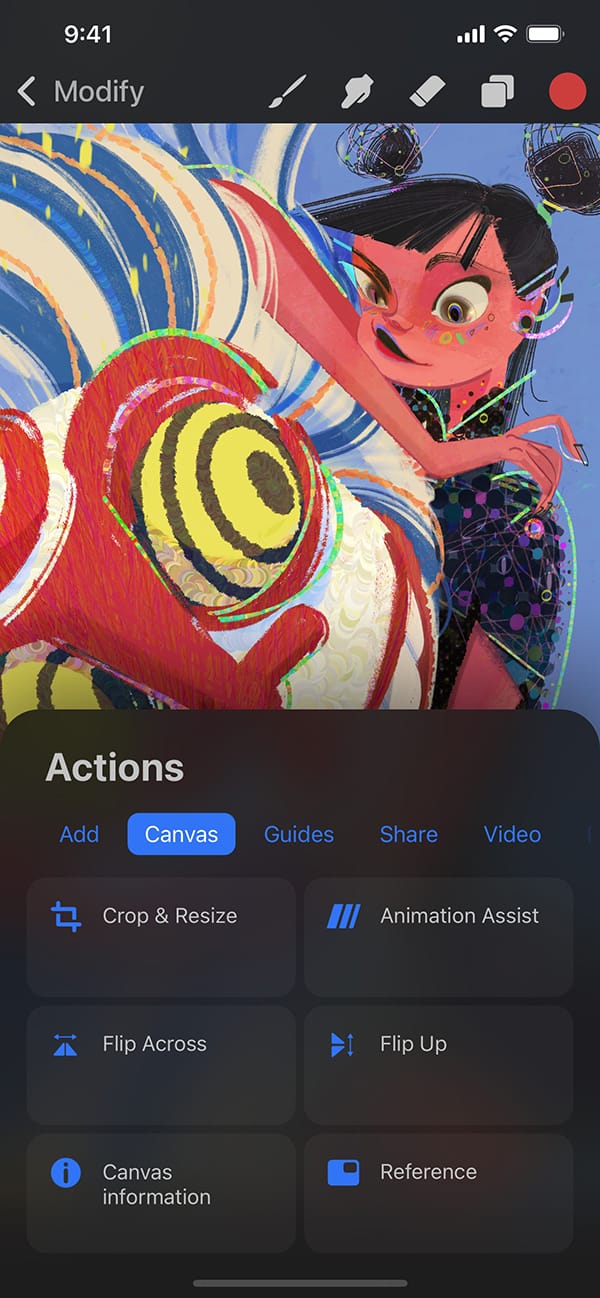 9:41
Modify
Actions
Add Canvas Guides Share Video
Crop & Resize
Animation Assist
Flip Across
Flip Up
Canvas
information
Reference